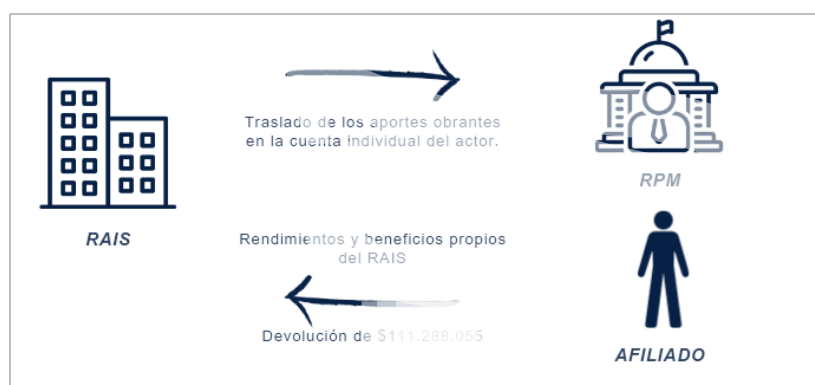 Traslado de los aportes obrantes
en la cuenta individual del actor.
RPM
RAIS
Rendimientos y beneficios propios
del RAIS
Devolución de $111.288.055
AFILIADO